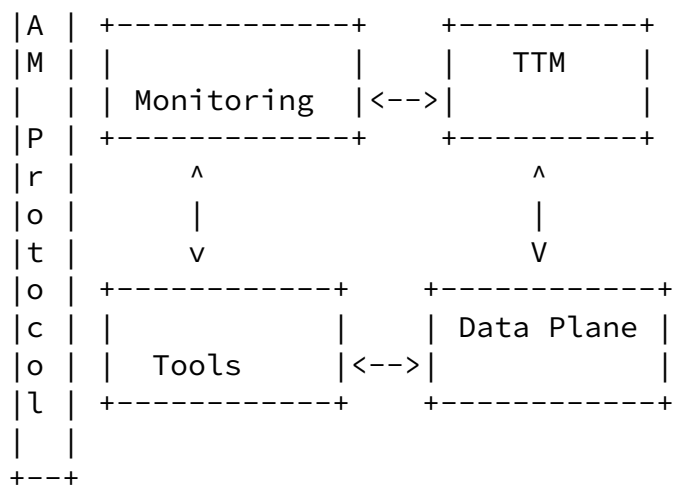 |A  |  +-------------+     +----------+
|M  |  |             |     |   TTM    |
|   |  | Monitoring  |<-->|          |
|P  |  +-------------+     +----------+
|r  |       ^                   ^
|o  |       |                   |
|t  |       v                   V
|o  |  +------------+     +------------+
|c  |  |            |     | Data Plane |
|o  |  |  Tools     |<-->|            |
|l  |  +------------+     +------------+
|   |
+--+